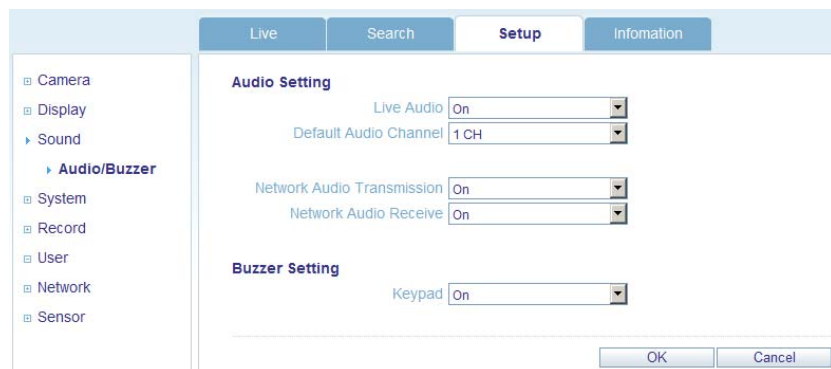 Live Search Setup Infomation
Camera
Display
Sound
Audio/Buzzer
System
Record
User
Network
Sensor
Audio Setting
Live Audio On
Default Audio Channel 1 CH
Network Audio Transmission On
Network Audio Receive On
Buzzer Setting
Keypad On
OK Cancel